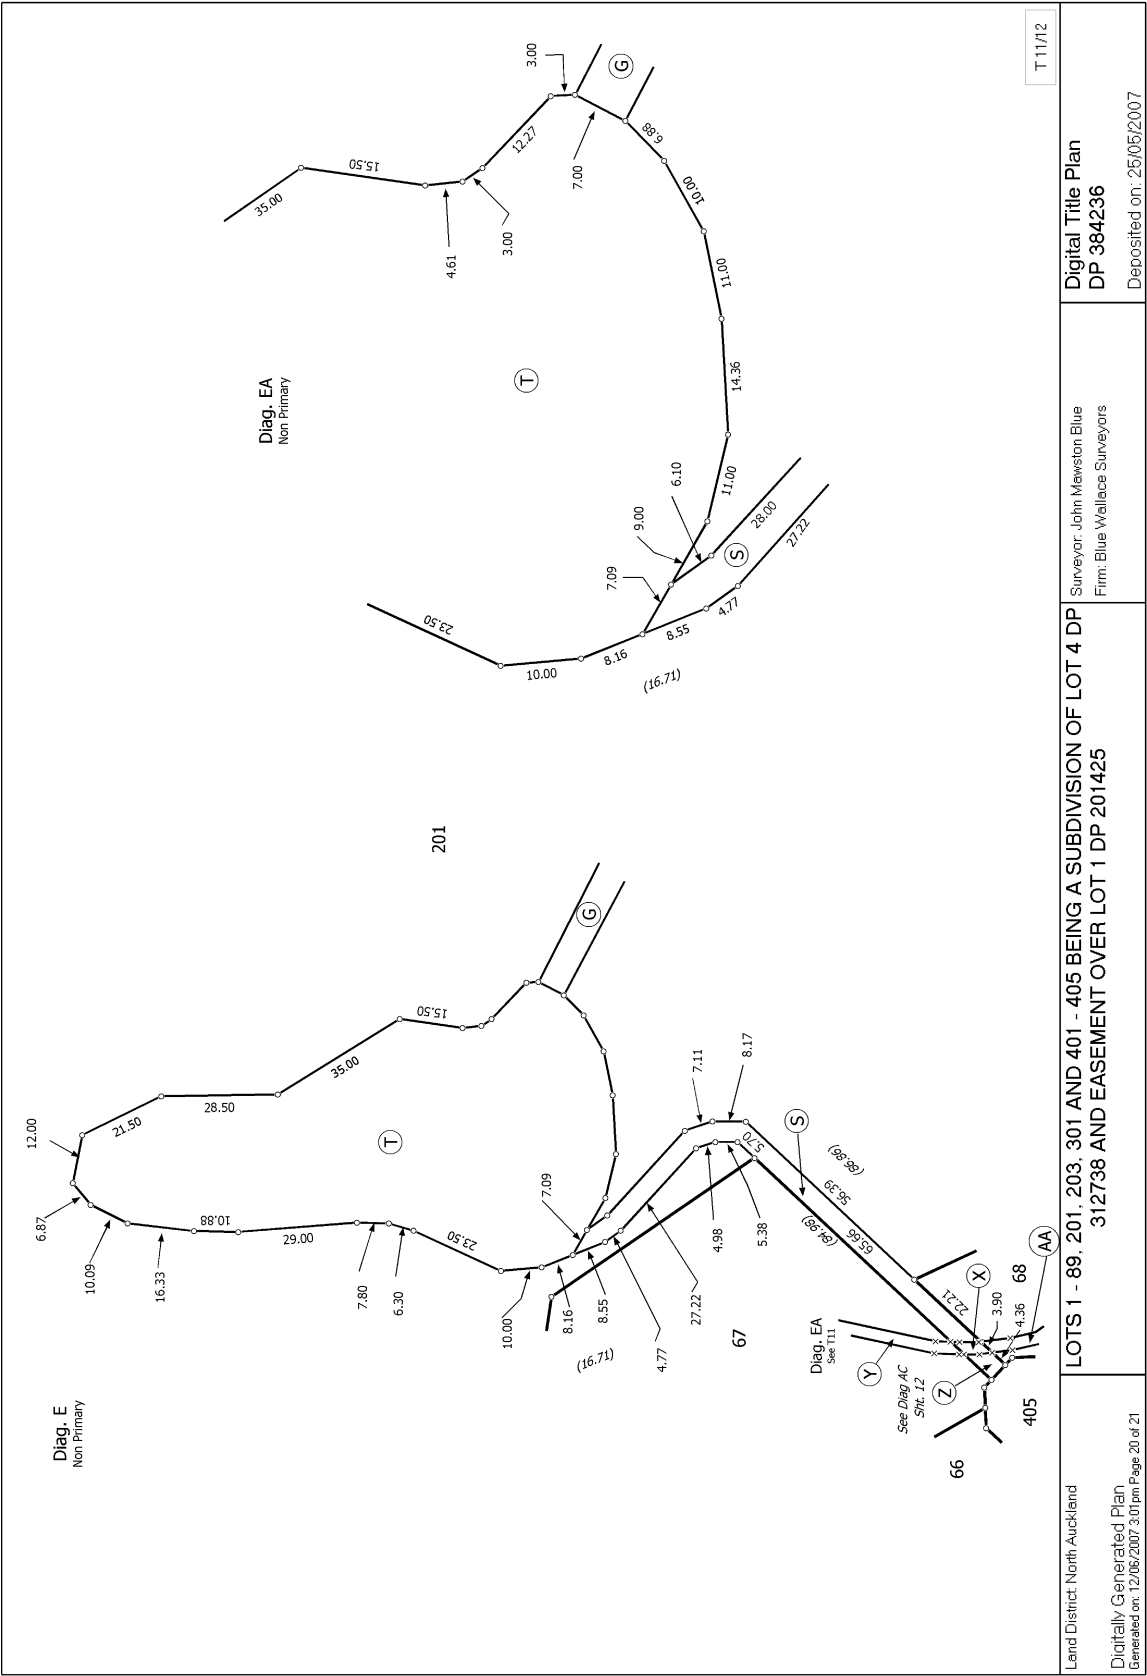 Diag. E
Non Primary
12.00
6.87
21.50
10.09
28.50
16.33
10.88
35.00
29.00
15.50
T
7.80
6.30
23.50
10.00
7.09
G
201
8.16
(16.71)
8.55
4.77
27.22
7.11
8.17
4.98
5.38
5.70
67
S
(86.86)
56.39
65.66
(84.98)
Diag. EA
See T11
Y
See Diag AC
Sht. 12
Z
22.21
X
3.90
4.36
68
AA
66
405
Diag. EA
Non Primary
35.00
15.50
4.61
3.00
12.27
3.00
7.00
G
6.88
10.00
11.00
14.36
11.00
T
23.50
10.00
8.16
(16.71)
8.55
4.77
7.09
9.00
6.10
S
28.00
27.22
T 11/12
Land District: North Auckland
Digitally Generated Plan
Generated on: 12/06/2007 3:01pm Page 20 of 21
LOTS 1 - 89, 201, 203, 301 AND 401 - 405 BEING A SUBDIVISION OF LOT 4 DP
312738 AND EASEMENT OVER LOT 1 DP 201425
Surveyor: John Mawston Blue
Firm: Blue Wallace Surveyors
Digital Title Plan
DP 384236
Deposited on: 25/05/2007